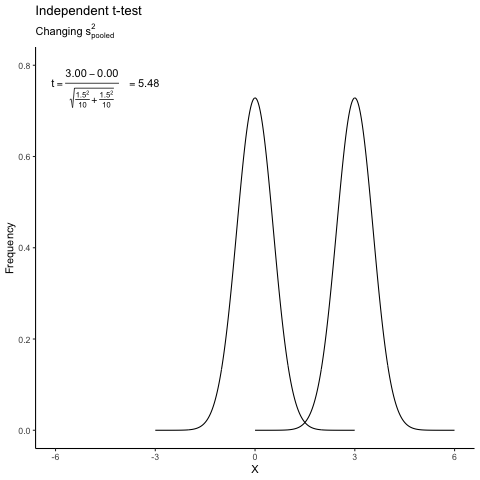 Independent t-test
Changing s²pooled
t = 3.00 − 0.00 / √(1.5²/10 + 1.5²/10) = 5.48
0.8
0.6
0.4
0.2
0.0
Frequency
-6 -3 0 3 6
X